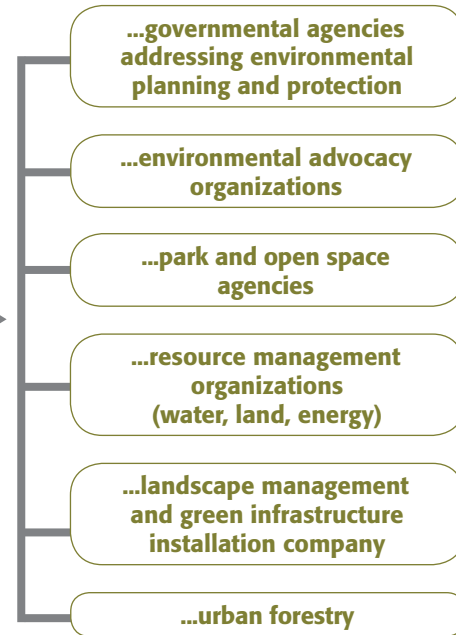 ...governmental agencies
addressing environmental
planning and protection
...environmental advocacy
organizations
...park and open space
agencies
...resource management
organizations
(water, land, energy)
...landscape management
and green infrastructure
installation company
...urban forestry